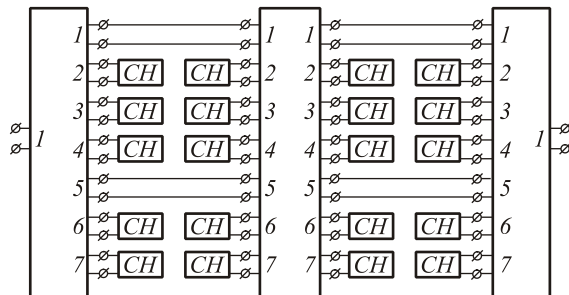 1 1 1 1
2 CH CH 2 2 CH CH 2
3 CH CH 3 3 CH CH 3
1 4 CH CH 4 4 CH CH 4 1
5 5 5 5
6 CH CH 6 6 CH CH 6
7 CH CH 7 7 CH CH 7